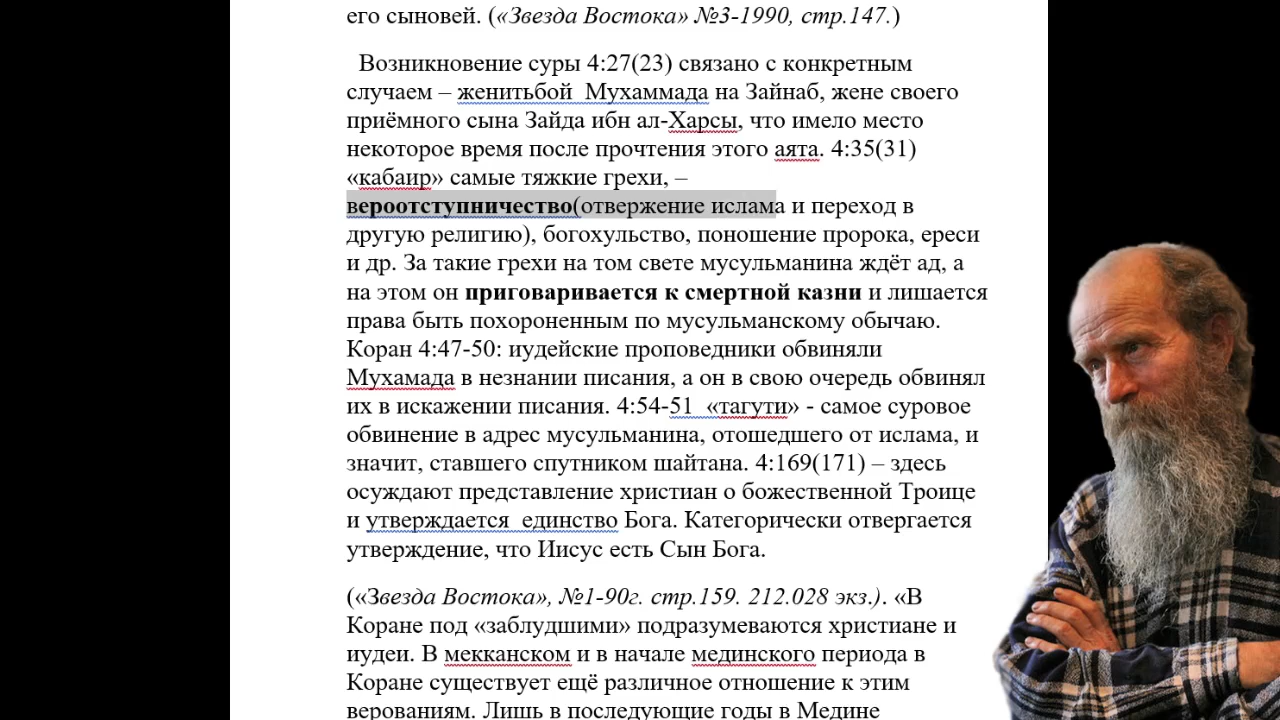 его сыновей. («Звезда Востока» №3-1990, стр.147.)
Возникновение суры 4:27(23) связано с конкретным
случаем – женитьбой Мухаммада на Зайнаб, жене своего
приёмного сына Зайда ибн ал-Харсы, что имело место
некоторое время после прочтения этого аята. 4:35(31)
«кабаир» самые тяжкие грехи, –
вероотступничество(отвержение ислама и переход в
другую религию), богохульство, поношение пророка, ереси
и др. За такие грехи на том свете мусульманина ждёт ад, а
на этом он приговаривается к смертной казни и лишается
права быть похороненным по мусульманскому обычаю.
Коран 4:47-50: иудейские проповедники обвиняли
Мухамада в незнании писания, а он в свою очередь обвинял
их в искажении писания. 4:54-51 «тагути» - самое суровое
обвинение в адрес мусульманина, отошедшего от ислама, и
значит, ставшего спутником шайтана. 4:169(171) – здесь
осуждают представление христиан о божественной Троице
и утверждается единство Бога. Категорически отвергается
утверждение, что Иисус есть Сын Бога.
(«Звезда Востока», №1-90г. стр.159. 212.028 экз.). «В
Коране под «заблудшими» подразумеваются христиане и
иудеи. В мекканском и в начале мединского периода в
Коране существует ещё различное отношение к этим
верованиям. Лишь в последующие годы в Медине